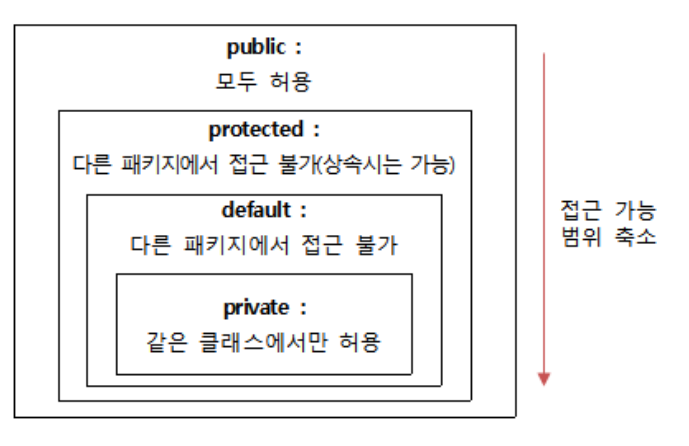 public :
모두 허용
protected :
다른 패키지에서 접근 불가(상속시는 가능)
default :
다른 패키지에서 접근 불가
private :
같은 클래스에서만 허용
접근 가능
범위 축소